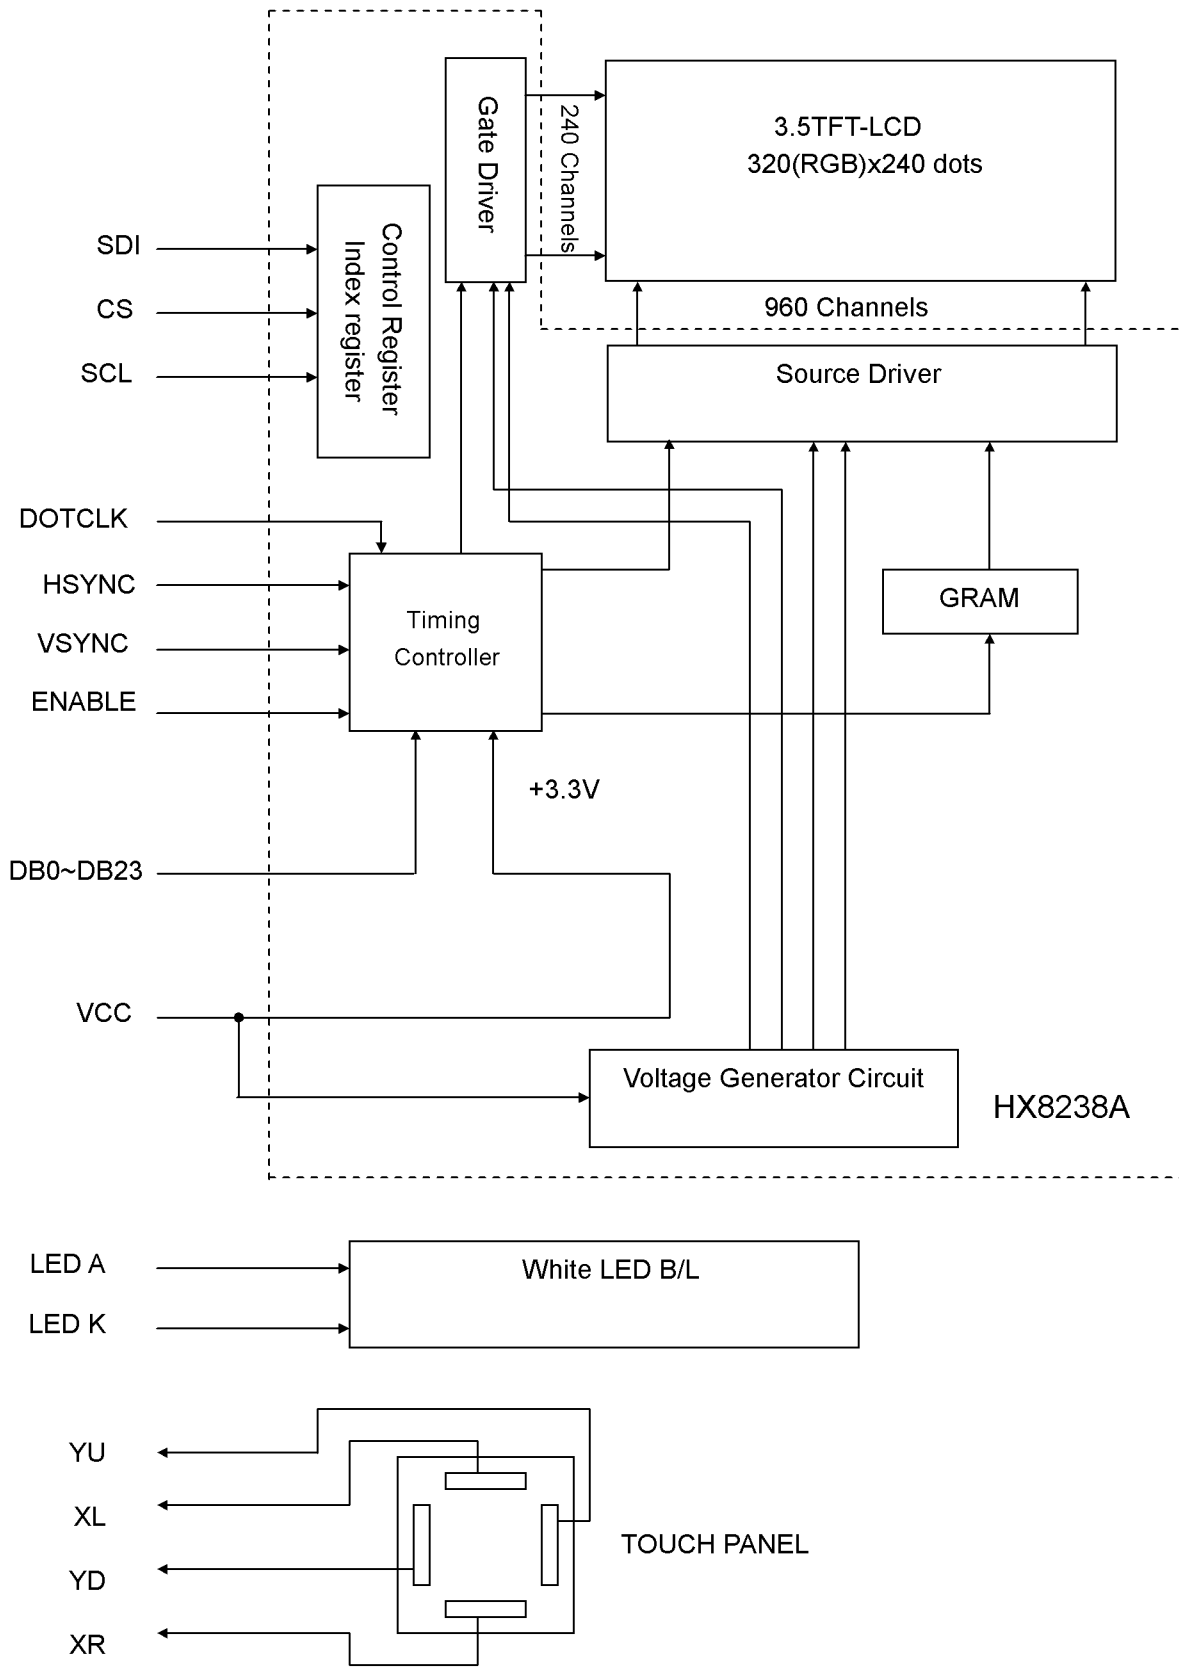 Gate Driver
240 Channels
3.5TFT-LCD
320(RGB)x240 dots
SDI
CS
SCL
Control Register
Index register
960 Channels
Source Driver
DOTCLK
HSYNC
VSYNC
ENABLE
Timing
Controller
GRAM
+3.3V
DB0~DB23
VCC
Voltage Generator Circuit
HX8238A
LED A
LED K
White LED B/L
YU
XL
YD
XR
TOUCH PANEL